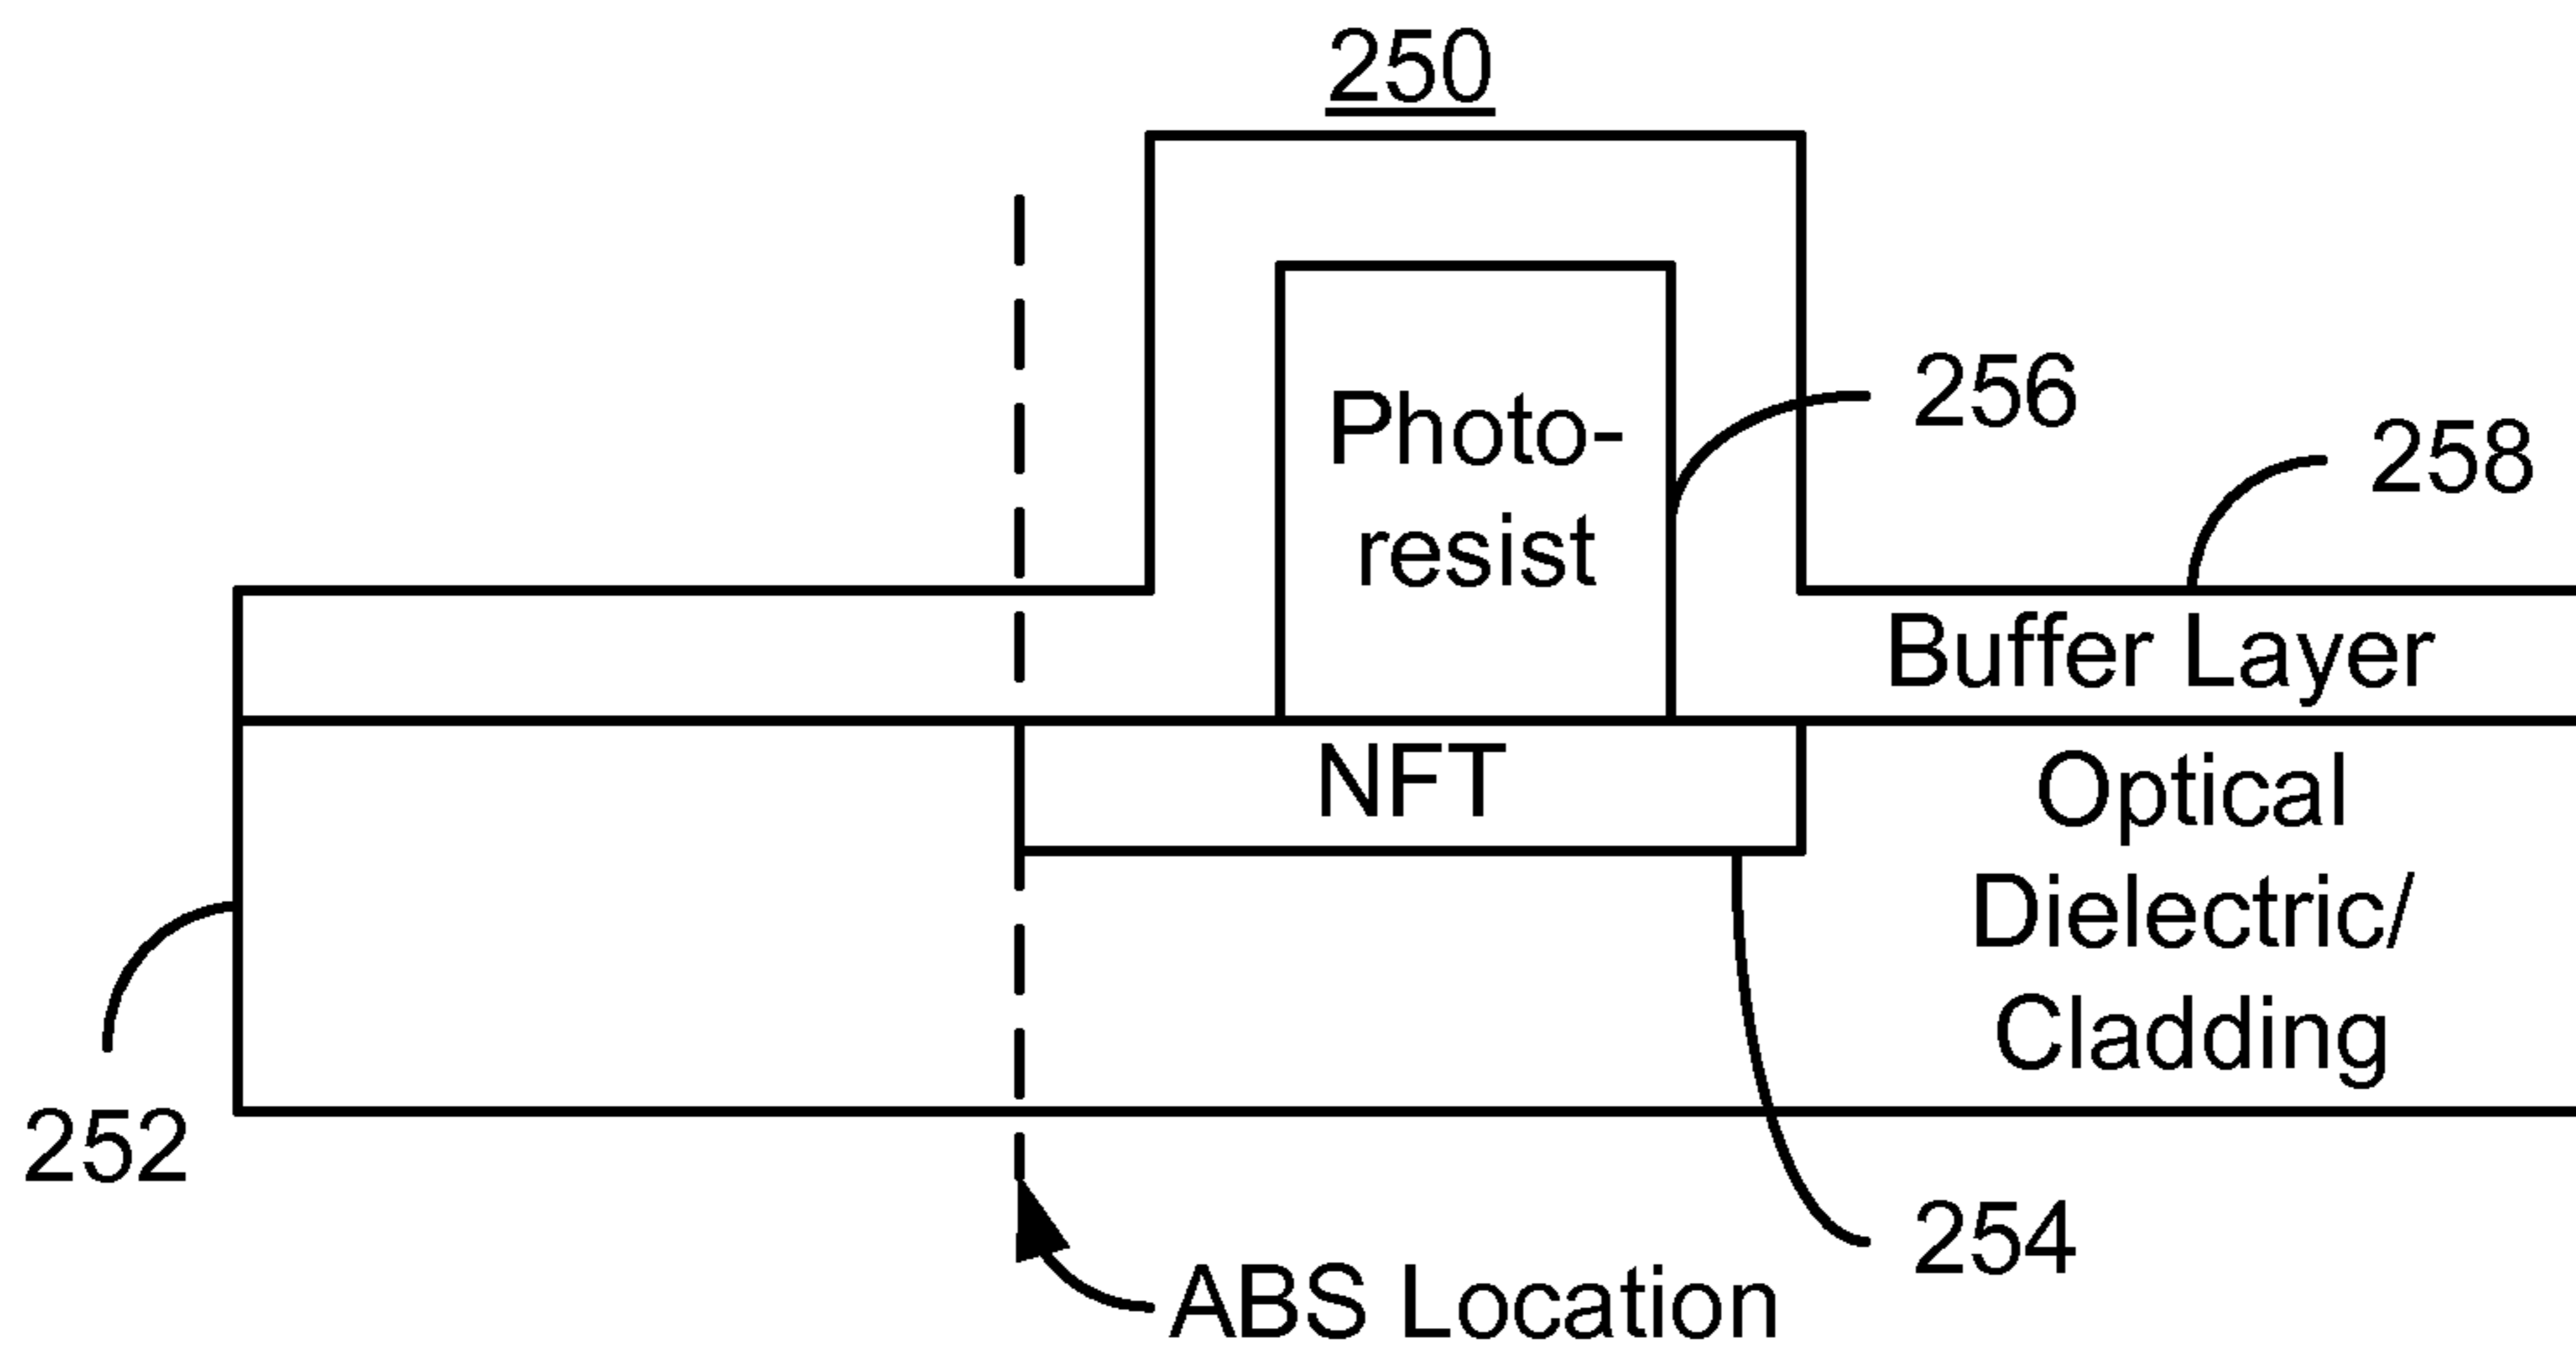 250
Photo-
resist
256
258
Buffer Layer
NFT
Optical
Dielectric/
Cladding
252
254
ABS Location